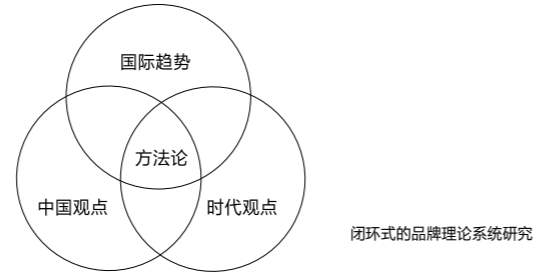 国际趋势
方法论
中国观点
时代观点
闭环式的品牌理论系统研究